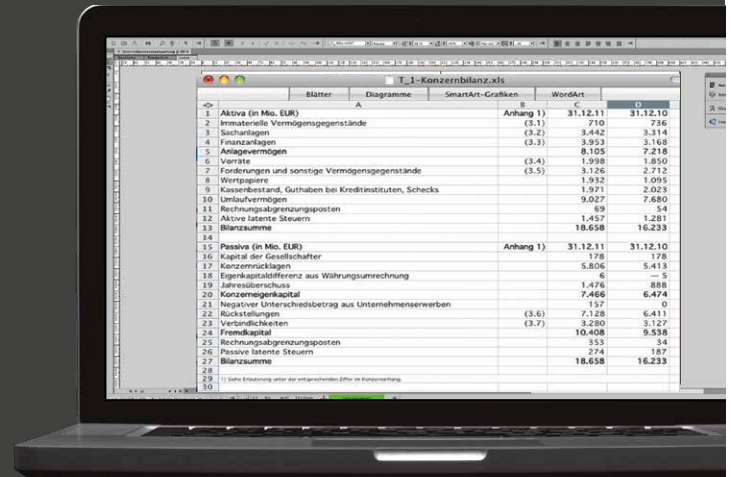 T_1-Konzernbilanz.xls
Blätter Diagramme SmartArt-Grafiken WordArt
A B C D
1 Aktiva (in Mio. EUR) Anhang 1) 31.12.11 31.12.10
2 Immaterielle Vermögensgegenstände (3.1) 710 736
3 Sachanlagen (3.2) 3.442 3.314
4 Finanzanlagen (3.3) 3.953 3.168
5 Anlagevermögen 8.105 7.218
6 Vorräte (3.4) 1.998 1.850
7 Forderungen und sonstige Vermögensgegenstände (3.5) 3.126 2.712
8 Wertpapiere 1.932 1.095
9 Kassenbestand, Guthaben bei Kreditinstituten, Schecks 1.971 2.023
10 Umlaufvermögen 9.027 7.680
11 Rechnungsabgrenzungsposten 69 54
12 Aktive latente Steuern 1.457 1.281
13 Bilanzsumme 18.658 16.233
14
15 Passiva (in Mio. EUR) Anhang 1) 31.12.11 31.12.10
16 Kapital der Gesellschafter 178 178
17 Konzernrücklagen 5.806 5.413
18 Eigenkapitaldifferenz aus Währungsumrechnung 6 — 5
19 Jahresüberschuss 1.476 888
20 Konzerneigenkapital 7.466 6.474
21 Negativer Unterschiedsbetrag aus Unternehmenserwerben 157 0
22 Rückstellungen (3.6) 7.128 6.411
23 Verbindlichkeiten (3.7) 3.280 3.127
24 Fremdkapital 10.408 9.538
25 Rechnungsabgrenzungsposten 353 34
26 Passive latente Steuern 274 187
27 Bilanzsumme 18.658 16.233
28
29 1) Siehe Erläuterung unter der entsprechenden Ziffer im Konzernanhang.
30